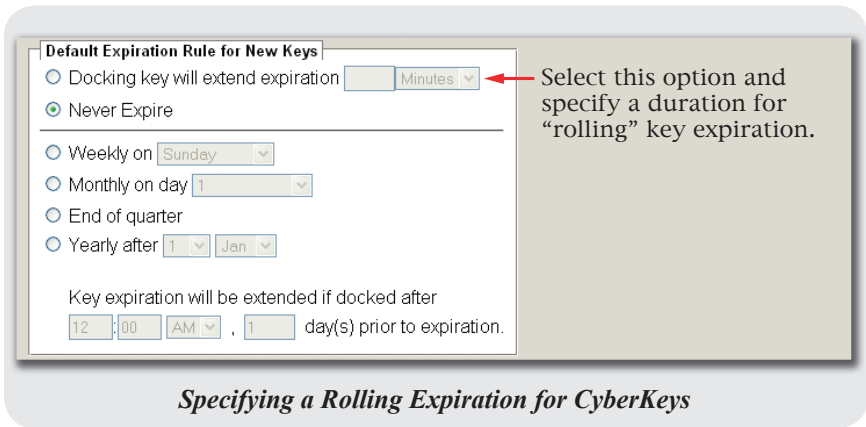 Default Expiration Rule for New Keys
Docking key will extend expiration Minutes
Select this option and
specify a duration for
“rolling” key expiration.
Never Expire
Weekly on Sunday
Monthly on day 1
End of quarter
Yearly after 1 Jan
Key expiration will be extended if docked after
12 : 00 AM , 1 day(s) prior to expiration.
Specifying a Rolling Expiration for CyberKeys